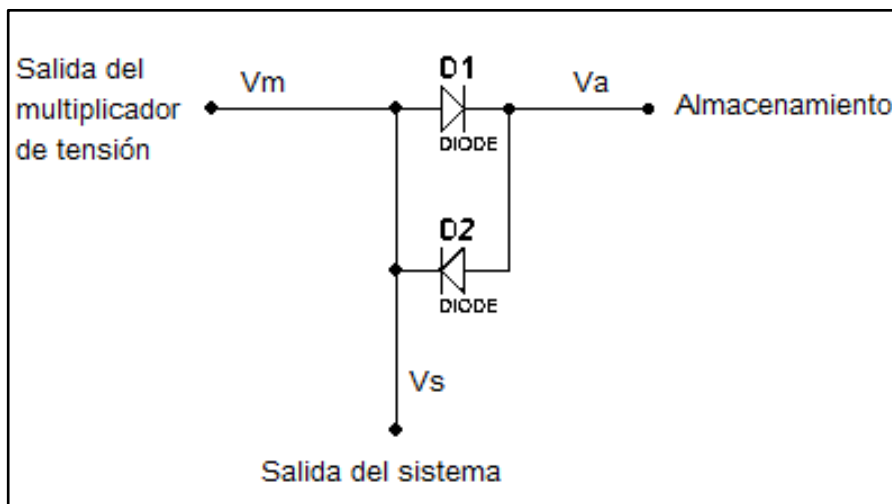 Salida del
multiplicador
de tensión
Vm
D1
DIODE
Va
Almacenamiento
D2
DIODE
Vs
Salida del sistema